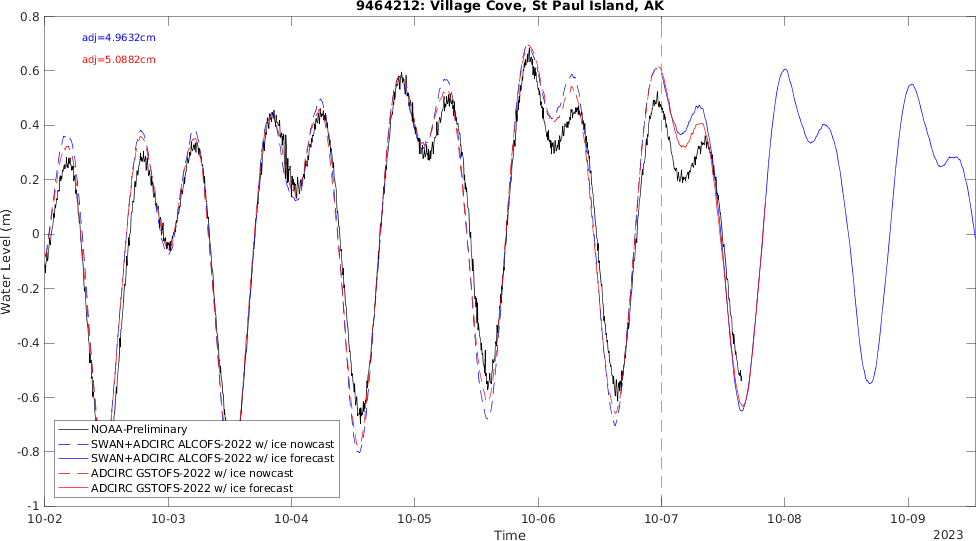 9464212: Village Cove, St Paul Island, AK
adj=4.9632cm
adj=5.0882cm
Water Level (m)
0.8
0.6
0.4
0.2
0
-0.2
-0.4
-0.6
-0.8
-1
NOAA-Preliminary
SWAN+ADCIRC ALCOFS-2022 w/ ice nowcast
SWAN+ADCIRC ALCOFS-2022 w/ ice forecast
ADCIRC GSTOFS-2022 w/ ice nowcast
ADCIRC GSTOFS-2022 w/ ice forecast
10-02 10-03 10-04 10-05 10-06 10-07 10-08 10-09
Time
2023